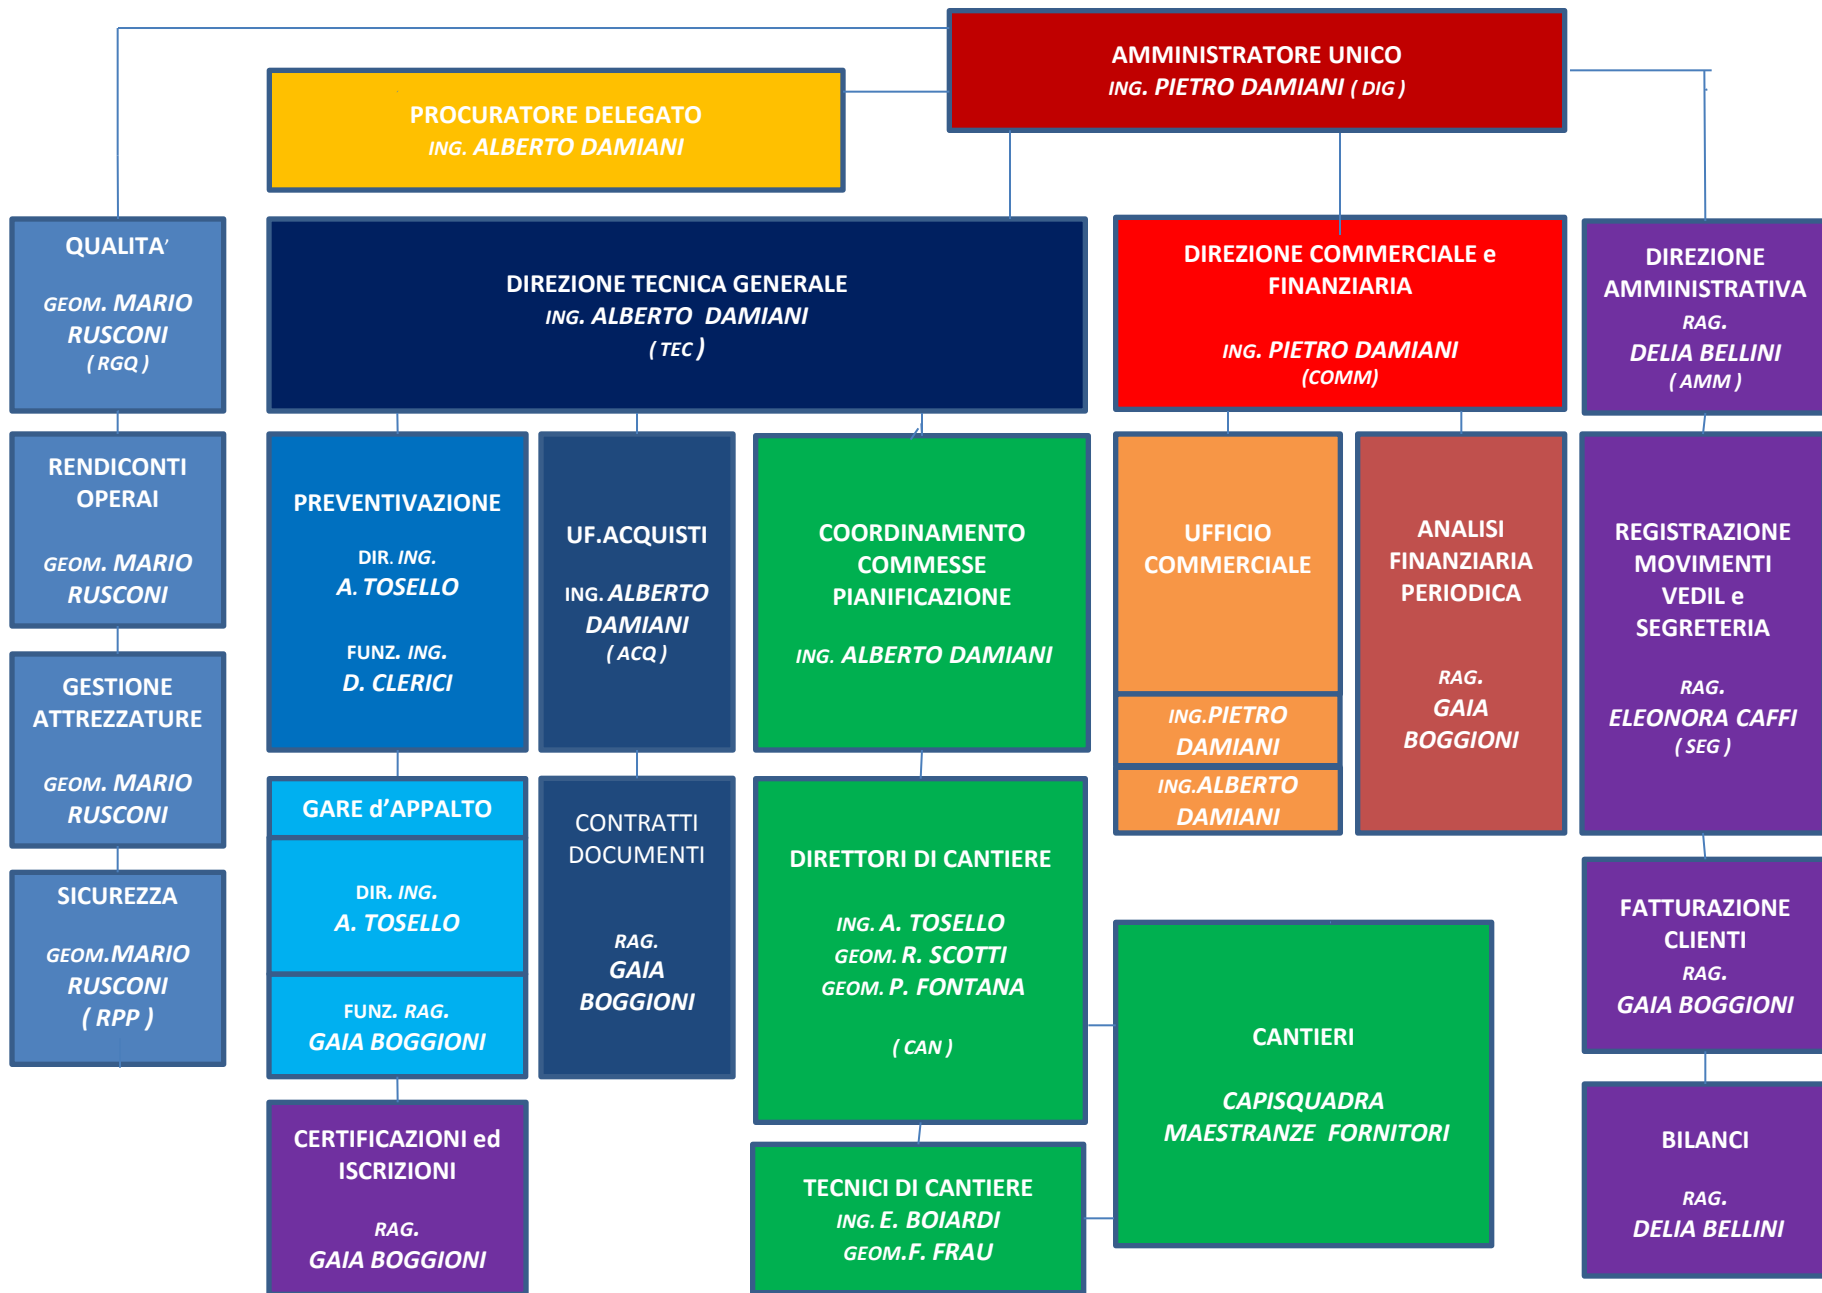 AMMINISTRATORE UNICO
ING. PIETRO DAMIANI ( DIG )
PROCURATORE DELEGATO
ING. ALBERTO DAMIANI
QUALITA’
GEOM. MARIO
RUSCONI
( RGQ )
DIREZIONE TECNICA GENERALE
ING. ALBERTO DAMIANI
( TEC )
DIREZIONE COMMERCIALE e
FINANZIARIA
ING. PIETRO DAMIANI
(COMM)
DIREZIONE
AMMINISTRATIVA
RAG.
DELIA BELLINI
( AMM )
RENDICONTI
OPERAI
GEOM. MARIO
RUSCONI
PREVENTIVAZIONE
DIR. ING.
A. TOSELLO
FUNZ. ING.
D. CLERICI
UF.ACQUISTI
ING. ALBERTO
DAMIANI
( ACQ )
COORDINAMENTO
COMMESSE
PIANIFICAZIONE
ING. ALBERTO DAMIANI
UFFICIO
COMMERCIALE
ING.PIETRO
DAMIANI
ING.ALBERTO
DAMIANI
ANALISI
FINANZIARIA
PERIODICA
RAG.
GAIA
BOGGIONI
REGISTRAZIONE
MOVIMENTI
VEDIL e
SEGRETERIA
RAG.
ELEONORA CAFFI
( SEG )
GESTIONE
ATTREZZATURE
GEOM. MARIO
RUSCONI
GARE d’APPALTO
DIR. ING.
A. TOSELLO
FUNZ. RAG.
GAIA BOGGIONI
CONTRATTI
DOCUMENTI
RAG.
GAIA
BOGGIONI
DIRETTORI DI CANTIERE
ING. A. TOSELLO
GEOM. R. SCOTTI
GEOM. P. FONTANA
( CAN )
SICUREZZA
GEOM.MARIO
RUSCONI
( RPP )
CANTIERI
CAPISQUADRA
MAESTRANZE FORNITORI
FATTURAZIONE
CLIENTI
RAG.
GAIA BOGGIONI
CERTIFICAZIONI ed
ISCRIZIONI
RAG.
GAIA BOGGIONI
TECNICI DI CANTIERE
ING. E. BOIARDI
GEOM.F. FRAU
BILANCI
RAG.
DELIA BELLINI